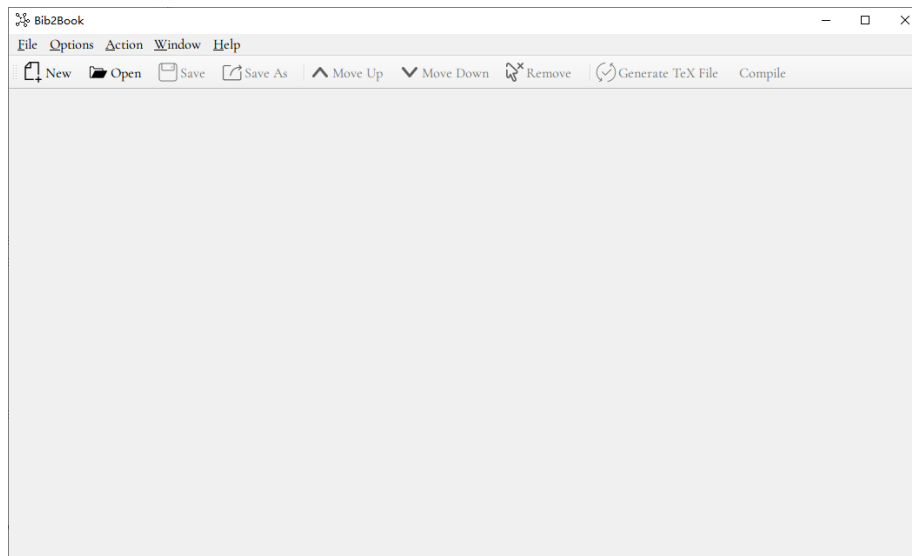 Bib2Book
File Options Action Window Help
New Open Save Save As Move Up Move Down Remove Generate TeX File Compile